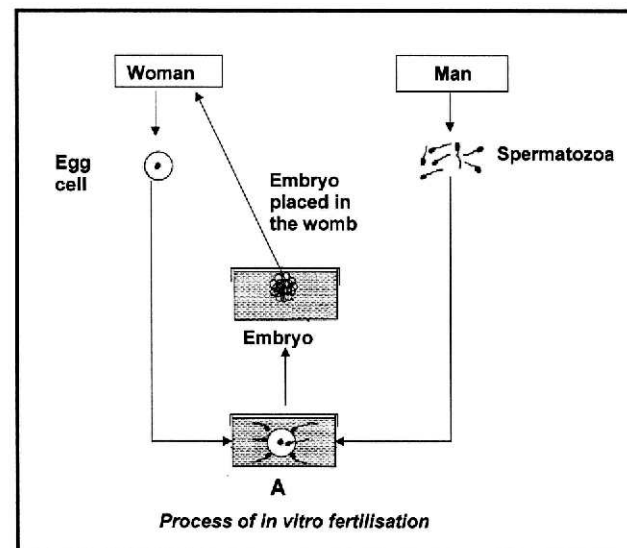 Woman
Man
Egg
cell
Spermatozoa
Embryo
placed in
the womb
Embryo
A
Process of in vitro fertilisation